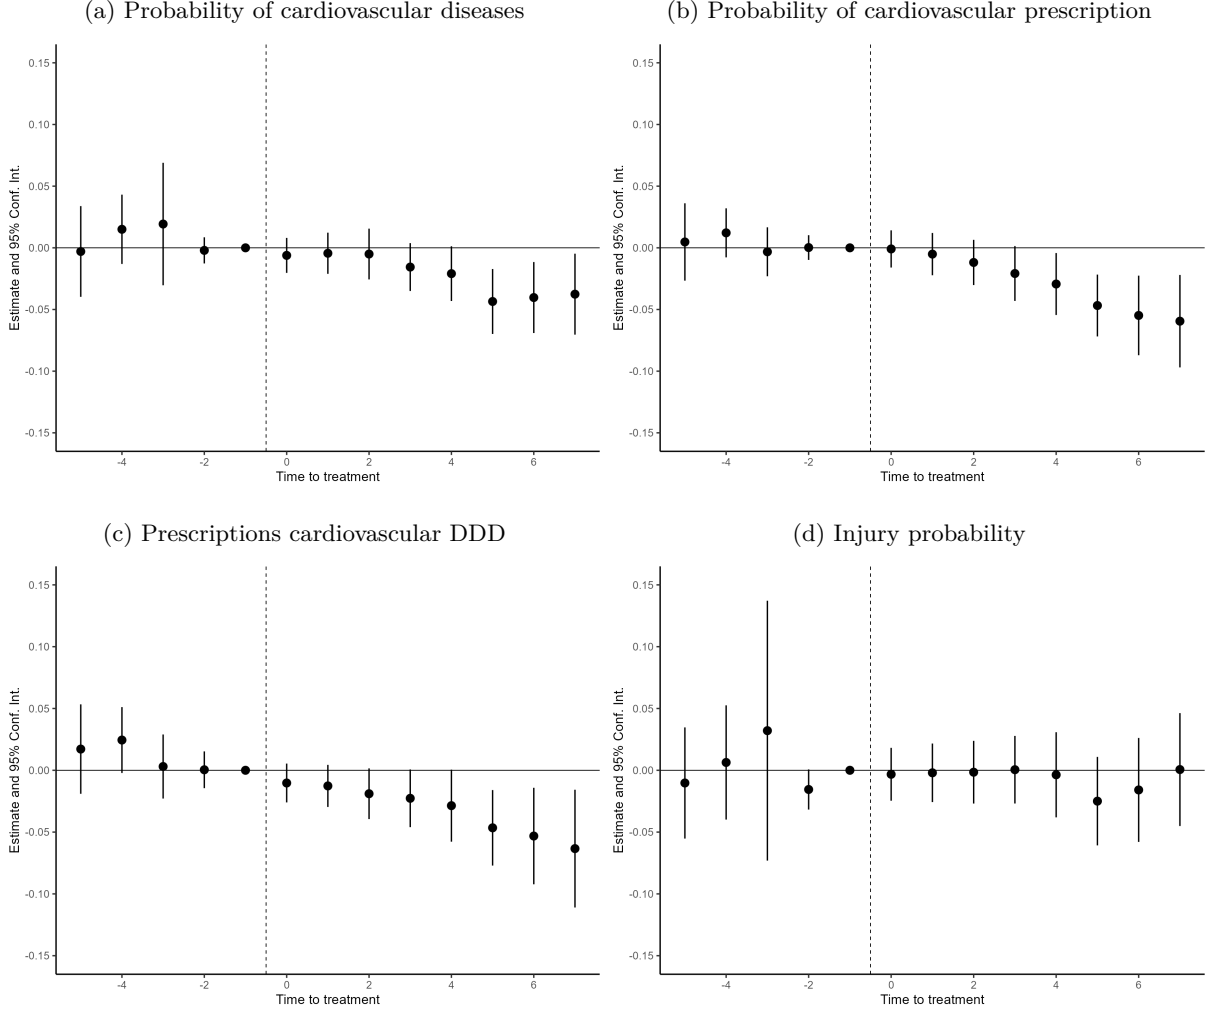 (a) Probability of cardiovascular diseases
0.15
0.10
0.05
0.00
-0.05
-0.10
-0.15
Estimate and 95% Conf. Int.
-4 -2 0 2 4 6
Time to treatment
(b) Probability of cardiovascular prescription
0.15
0.10
0.05
0.00
-0.05
-0.10
-0.15
Estimate and 95% Conf. Int.
-4 -2 0 2 4 6
Time to treatment
(c) Prescriptions cardiovascular DDD
0.15
0.10
0.05
0.00
-0.05
-0.10
-0.15
Estimate and 95% Conf. Int.
-4 -2 0 2 4 6
Time to treatment
(d) Injury probability
0.15
0.10
0.05
0.00
-0.05
-0.10
-0.15
Estimate and 95% Conf. Int.
-4 -2 0 2 4 6
Time to treatment